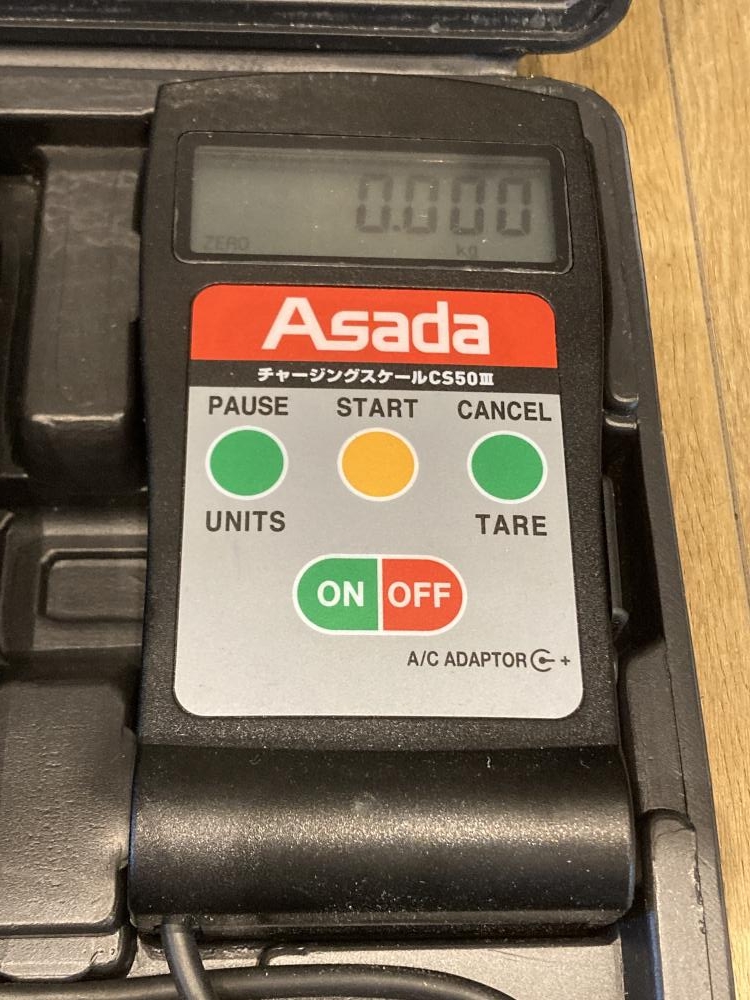 0.000
ZERO kg
Asada
チャージングスケールCS50Ⅲ
PAUSE START CANCEL
UNITS TARE
ON OFF
A/C ADAPTOR +